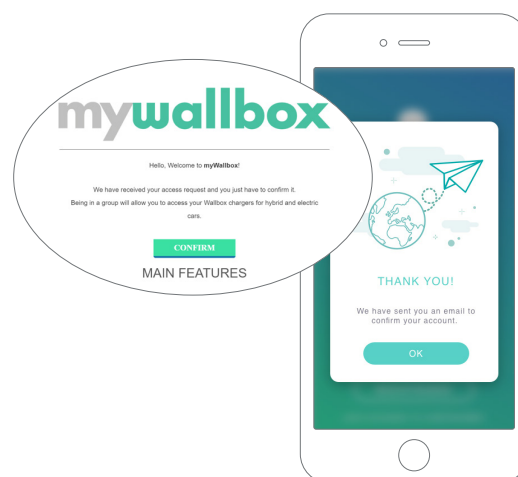 mywallbox
Hello, Welcome to myWallbox!
We have received your access request and you just have to confirm it.
Being in a group will allow you to access your Wallbox chargers for hybrid and electric
cars.
CONFIRM
MAIN FEATURES
THANK YOU!
We have sent you an email to
confirm your account.
OK